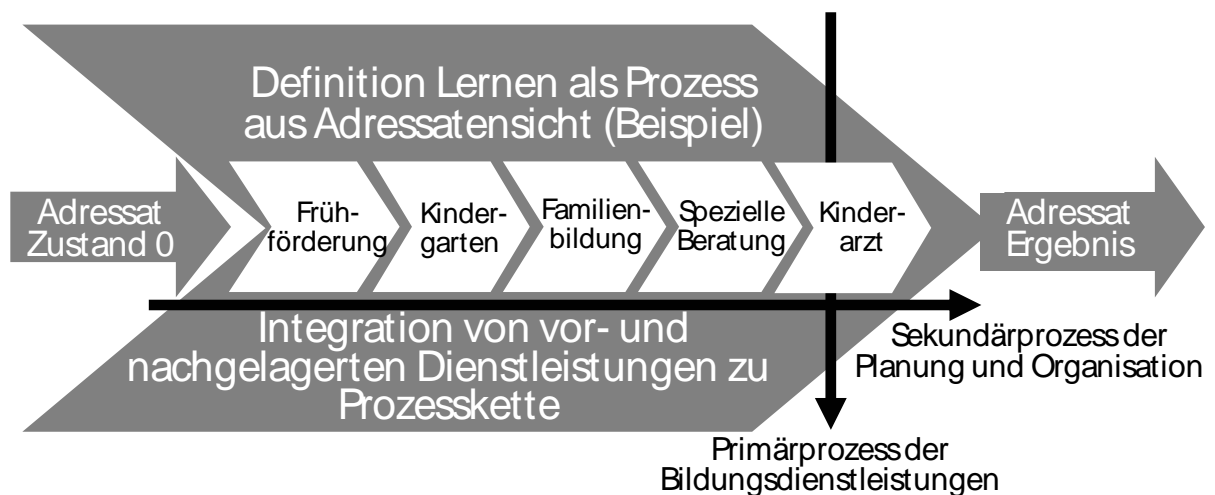 Definition Lernen als Prozess
aus Adressatensicht (Beispiel)
Adressat
Zustand 0
Früh-
förderung
Kinder-
garten
Familien-
bildung
Spezielle
Beratung
Kinder-
arzt
Adressat
Ergebnis
Integration von vor- und
nachgelagerten Dienstleistungen zu
Prozesskette
Sekundärprozess der
Planung und Organisation
Primärprozess der
Bildungsdienstleistungen